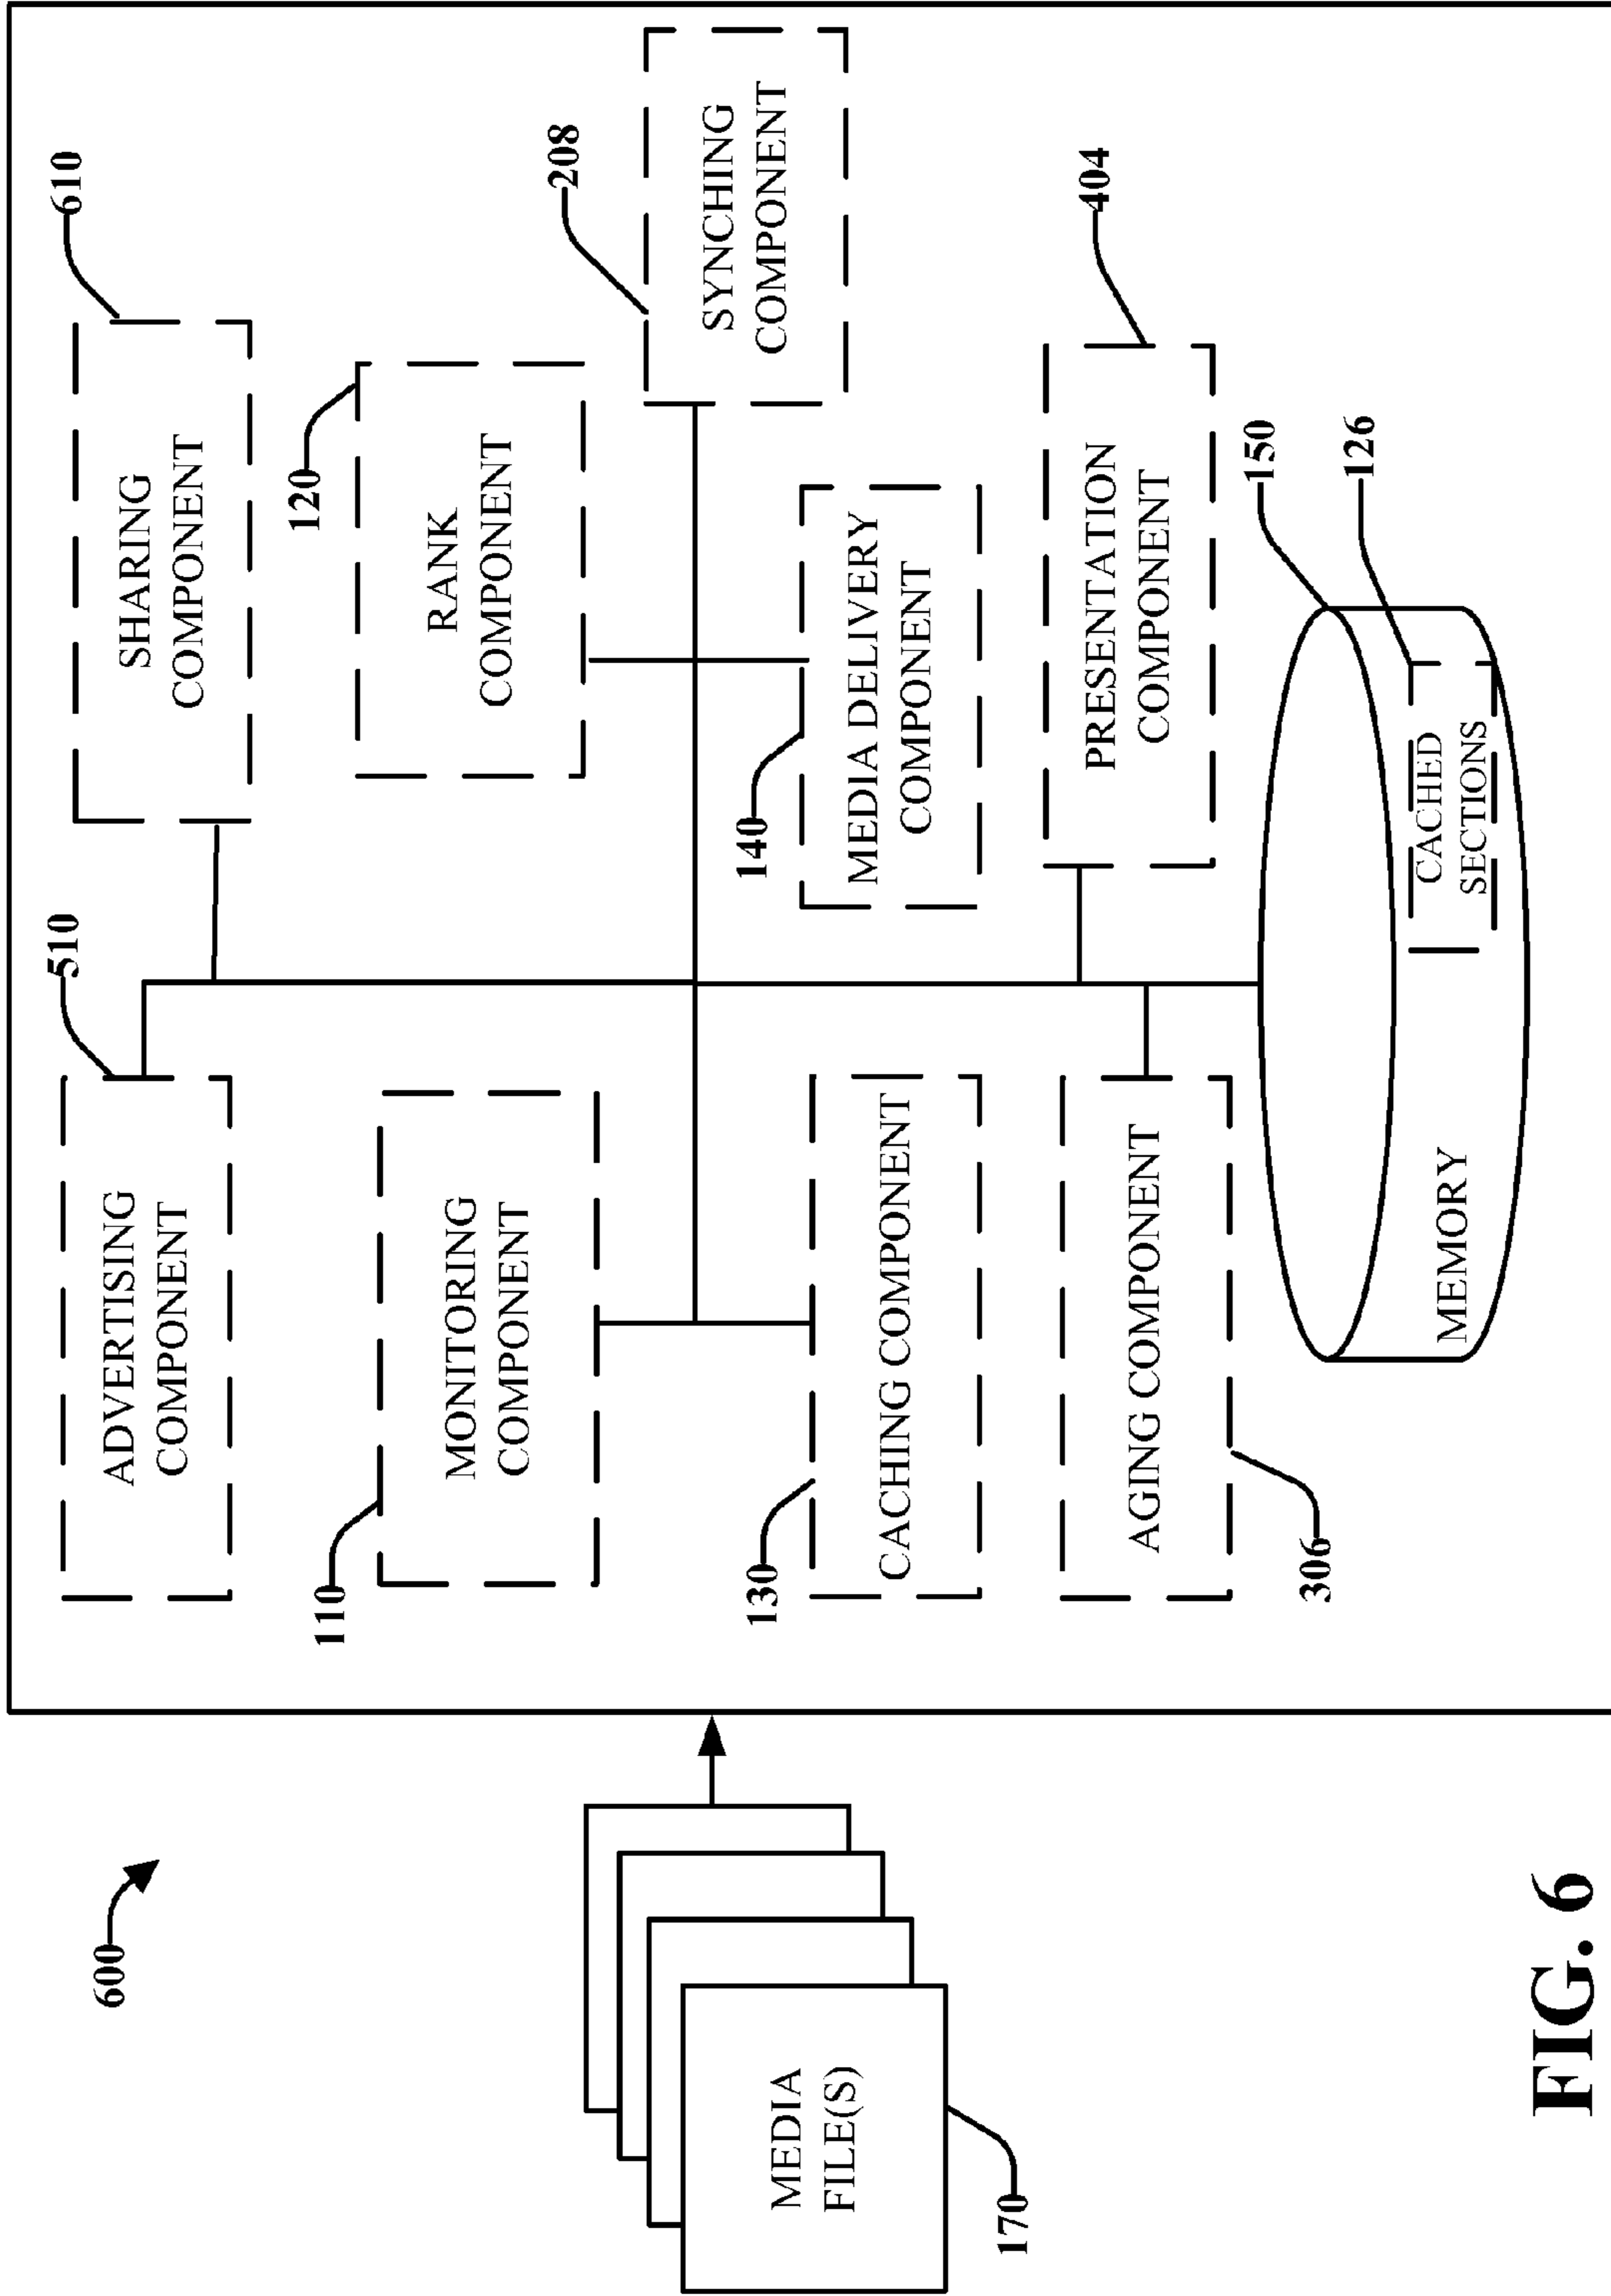 600
510
610
ADVERTISING
COMPONENT
SHARING
COMPONENT
120
110
MONITORING
COMPONENT
RANK
COMPONENT
208
SYNCHING
COMPONENT
MEDIA
FILE(S)
170
130
CACHING COMPONENT
140
MEDIA DELIVERY
COMPONENT
AGING COMPONENT
306
PRESENTATION
COMPONENT
404
150
126
MEMORY
CACHED
SECTIONS
FIG. 6